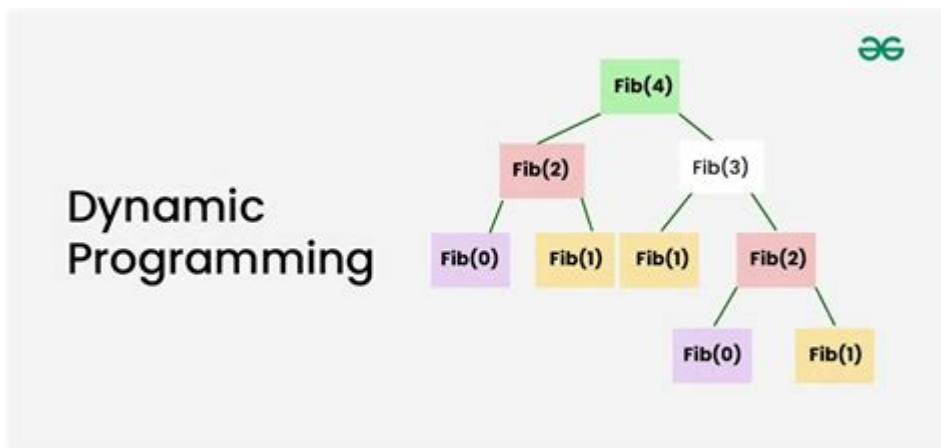 Fib(4)
Fib(2)
Fib(3)
Dynamic
Programming
Fib(0)
Fib(1)
Fib(1)
Fib(2)
Fib(0)
Fib(1)